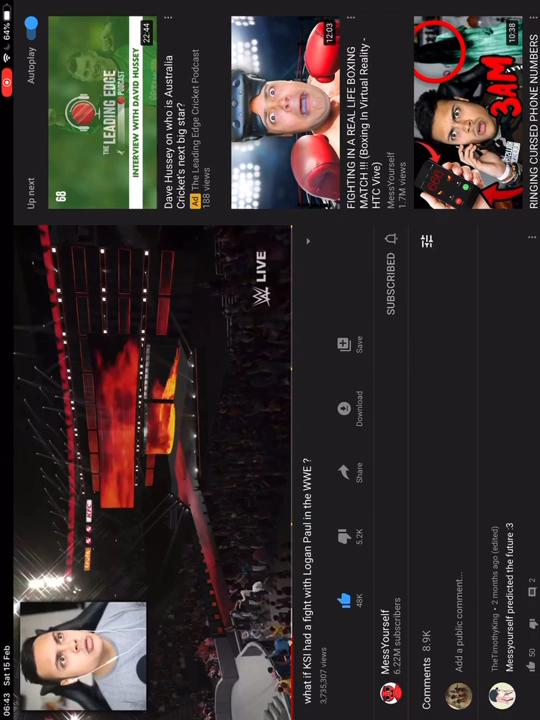 06:43 Sat 15 Feb
64%
LIVE
KFC
what if KSI had a fight with Logan Paul in the WWE ?
3,735,307 views
48K
5.2K
Share
Download
Save
MessYourself
6.22M subscribers
SUBSCRIBED
Comments 8.9K
Add a public comment...
TheTimothyKing • 2 months ago (edited)
Messyourself predicted the future :3
50
2
Up next
Autoplay
68
THE
LEADING EDGE
PODCAST
INTERVIEW WITH DAVID HUSSEY
22:44
Dave Hussey on who is Australia
Cricket's next big star?
Ad The Leading Edge Cricket Podcast
188 views
12:03
FIGHTING IN A REAL LIFE BOXING
MATCH !!! (Boxing In Virtual Reality -
HTC Vive)
MessYourself
1.7M views
3AM
10:38
RINGING CURSED PHONE NUMBERS